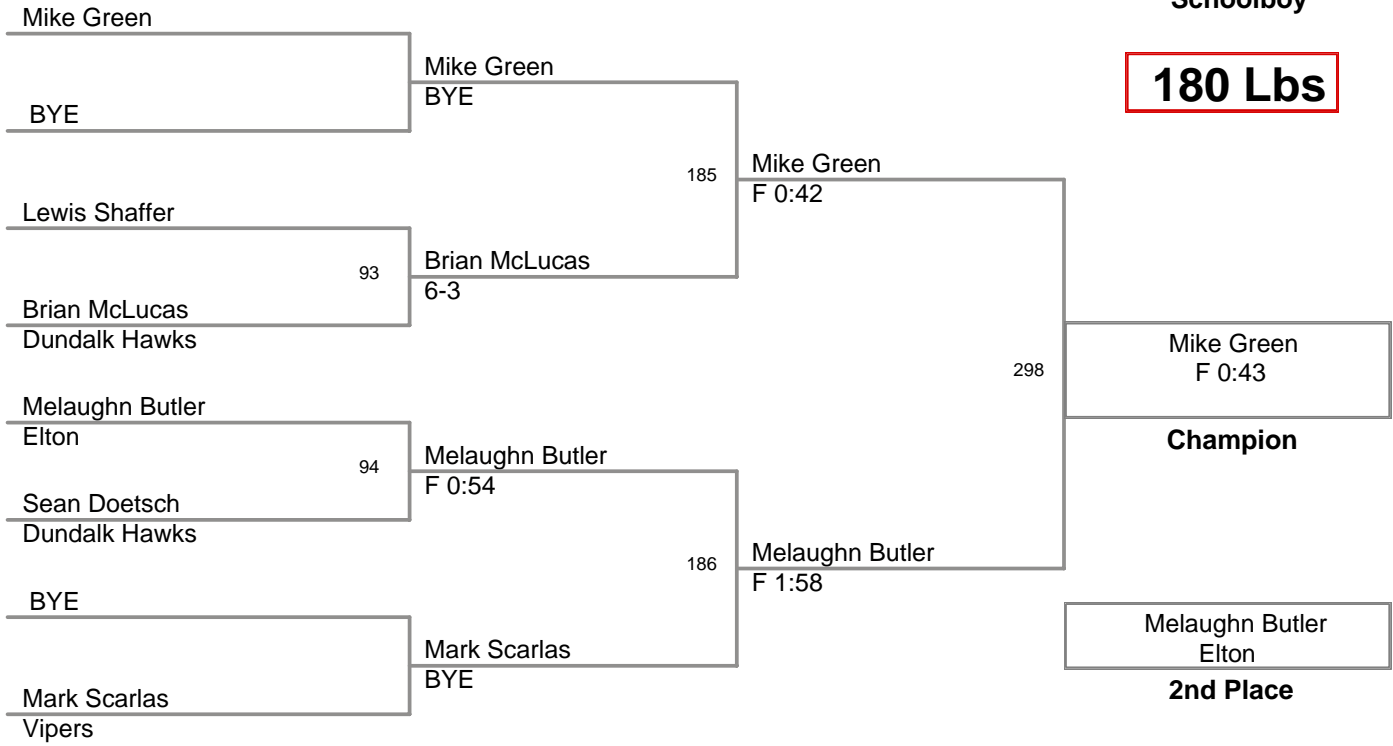 Schoolboy
180 Lbs
Mike Green
BYE
Lewis Shaffer
93
Brian McLucas
Dundalk Hawks
Melaughn Butler
Elton
94
Sean Doetsch
Dundalk Hawks
BYE
Mark Scarlas
Vipers
Mike Green
BYE
185
Brian McLucas
6-3
Melaughn Butler
F 0:54
186
Mark Scarlas
BYE
Mike Green
F 0:42
298
Melaughn Butler
F 1:58
Mike Green
F 0:43
Champion
Melaughn Butler
Elton
2nd Place